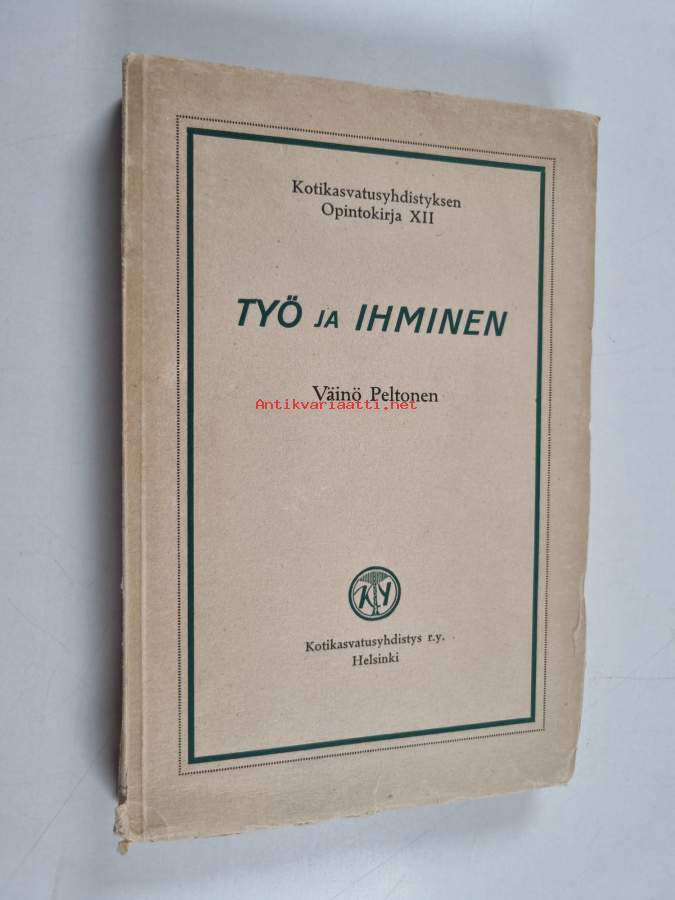 Kotikasvatusyhdistyksen
Opintokirja XII
TYÖ JA IHMINEN
Väinö Peltonen
Antikvariaatti.net
KY
Kotikasvatusyhdistys r.y.
Helsinki